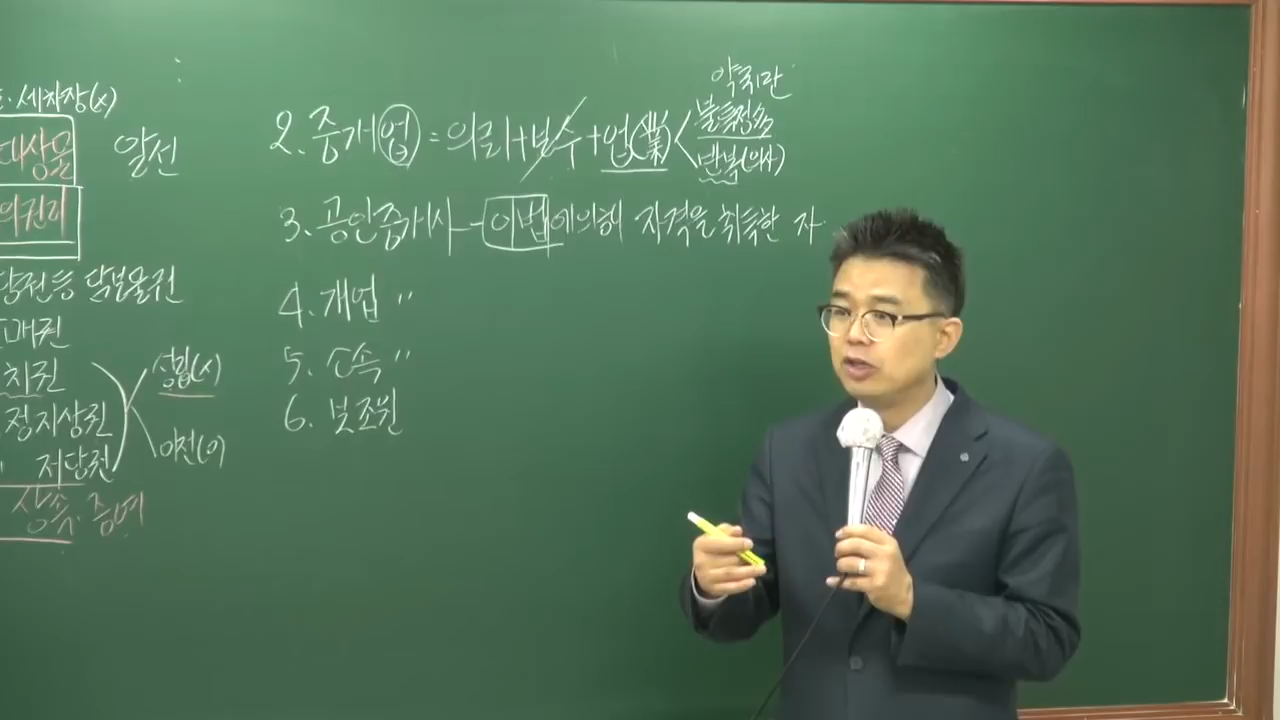 세차장(x)
대상물 알선
의권리
당권등 담보물권
매권
치권
정지상권
저당권
성립(x)
이전(o)
상속. 증여
약국마
2. 중개업 = 의뢰+보수+업(業)
불특정多
반복(의사)
3. 공인중개사 - 이법에의해 자격을 취득한 자
4. 개업 〃
5. 소속 〃
6. 보조원